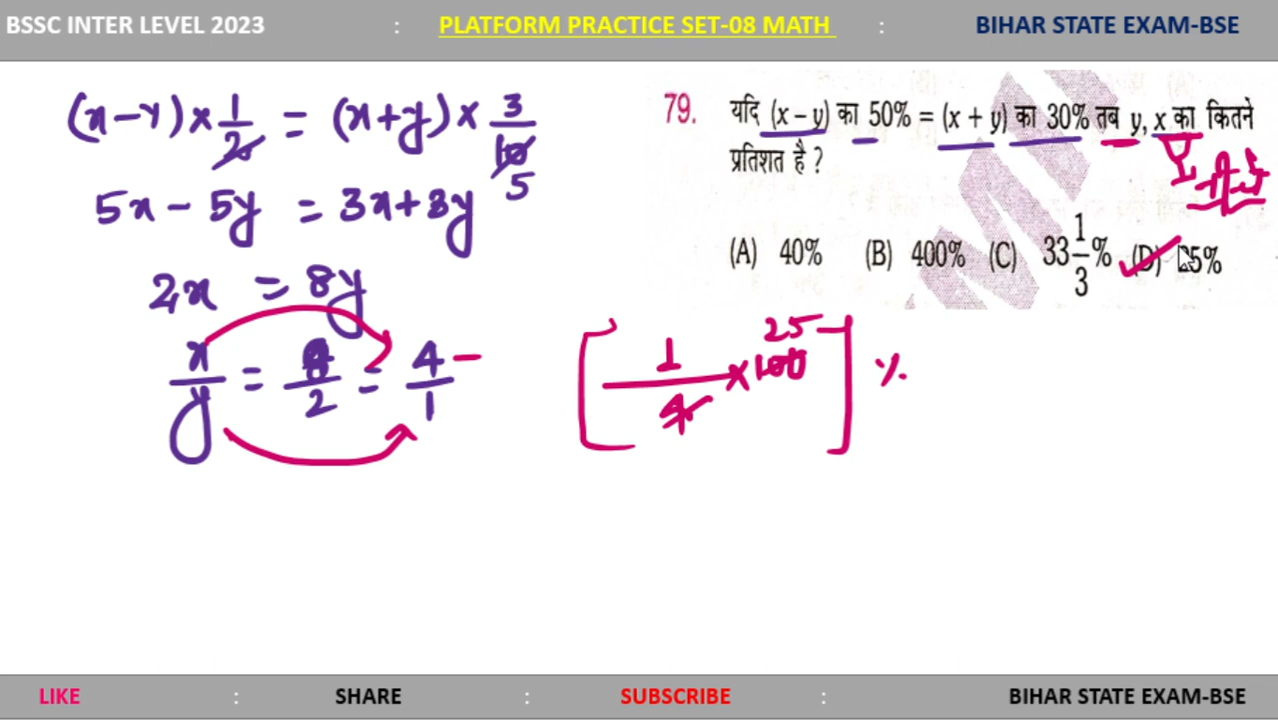 BSSC INTER LEVEL 2023 : PLATFORM PRACTICE SET-08 MATH : BIHAR STATE EXAM-BSE
79. यदि (x – y) का 50% = (x + y) का 30% तब y, x का कितने
प्रतिशत है ?
(A) 40% (B) 400% (C) 33 1/3 % (D) 25%
(x-y)×1/2 = (x+y)×3/10
5
5x - 5y = 3x+3y
2x = 8y
x/y = 8/2 = 4/1 -
[1/4 × 100] %
25
LIKE : SHARE : SUBSCRIBE : BIHAR STATE EXAM-BSE